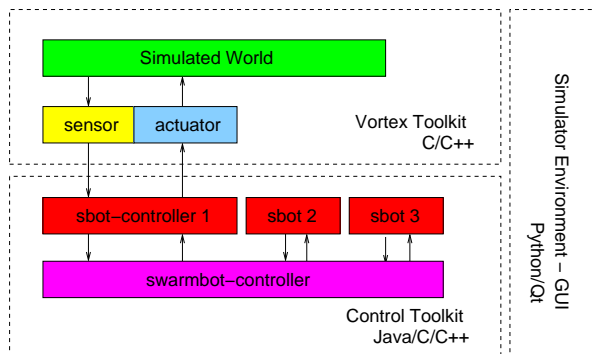 Simulated World
sensor
actuator
Vortex Toolkit
C/C++
sbot−controller 1
sbot 2
sbot 3
swarmbot−controller
Control Toolkit
Java/C/C++
Simulator Environment − GUI
Python/Qt